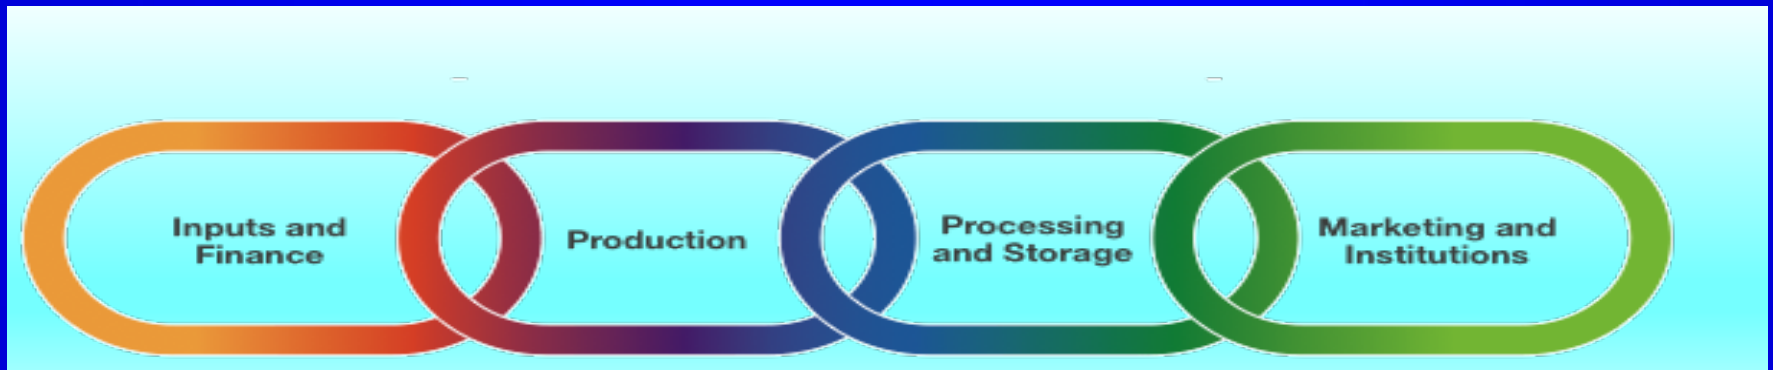 Inputs and
Finance
Production
Processing
and Storage
Marketing and
Institutions